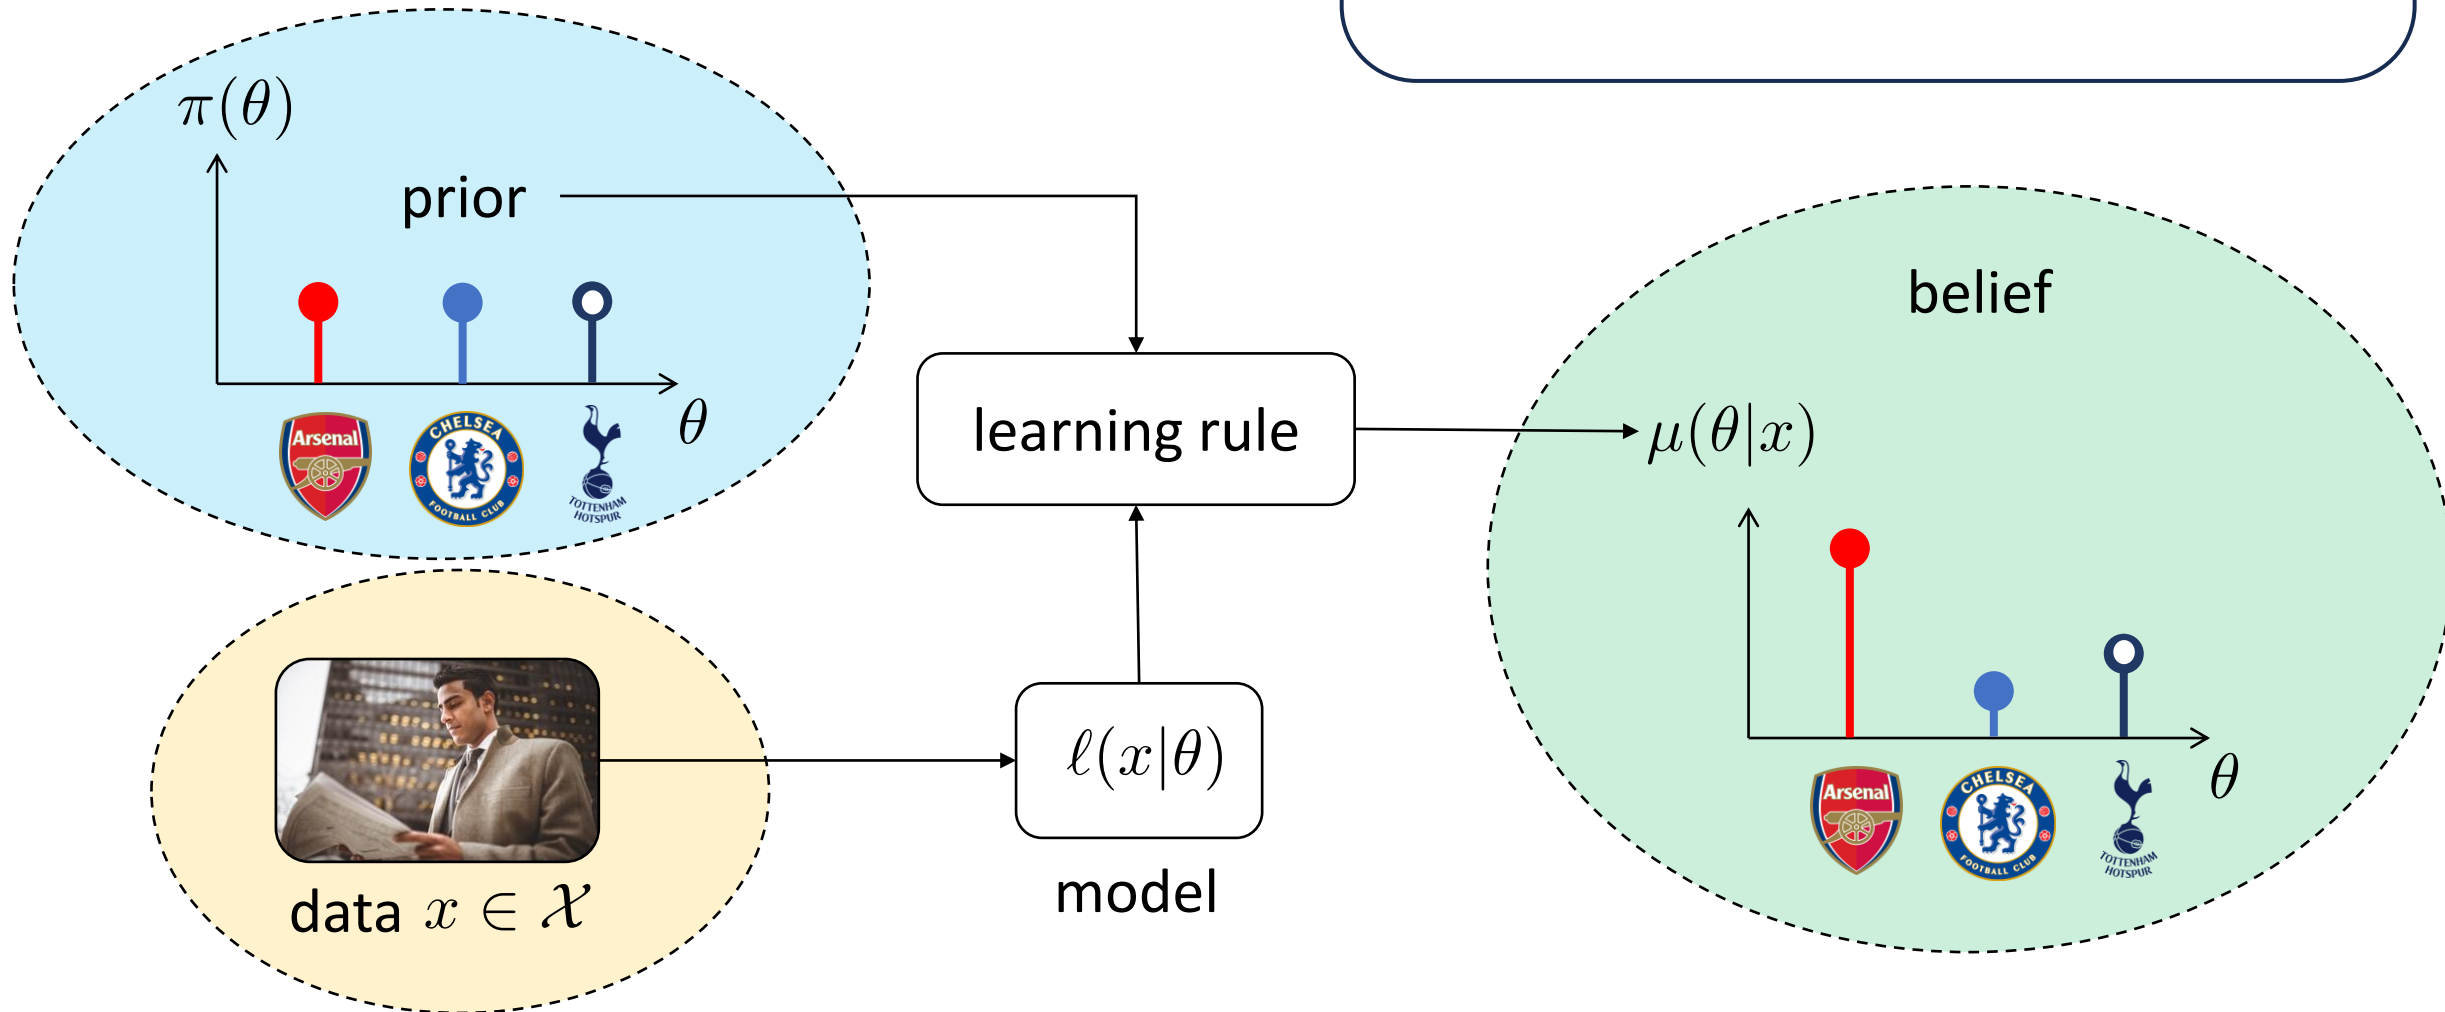 π(θ)
prior
θ
Arsenal
CHELSEA
FOOTBALL CLUB
TOTTENHAM
HOTSPUR
learning rule
belief
μ(θ|x)
data x ∈ 𝒳
ℓ(x|θ)
model
θ
Arsenal
CHELSEA
FOOTBALL CLUB
TOTTENHAM
HOTSPUR